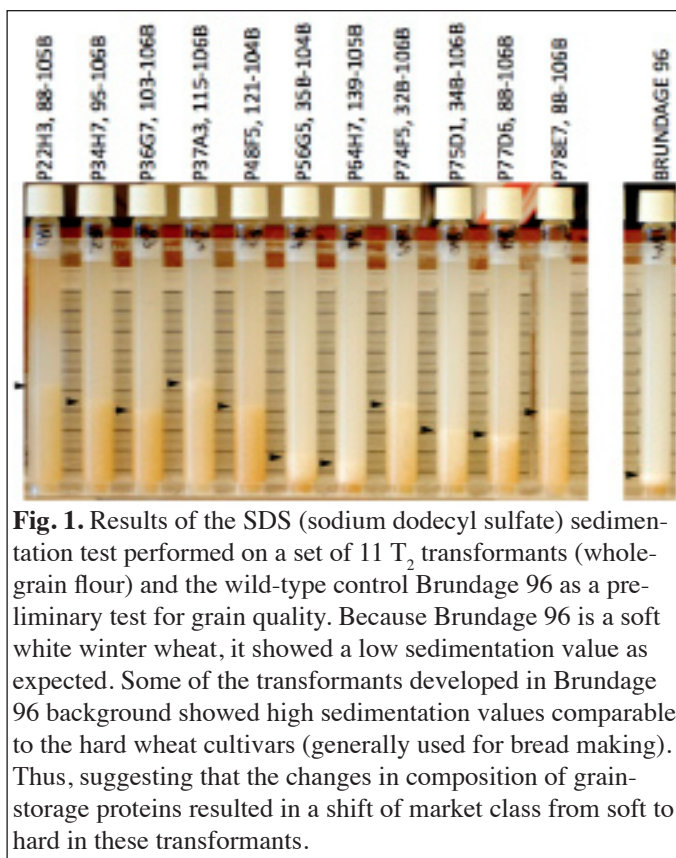 P22H3, 88-105B
P34H7, 95-106B
P36G7, 103-106B
P37A3, 115-106B
P48F5, 121-104B
P56G5, 35B-104B
P64H7, 139-105B
P74F5, 32B-106B
P75D1, 34B-106B
P77D6, 8B-106B
P78E7, 8B-106B
BRUNDAGE 96
Fig. 1. Results of the SDS (sodium dodecyl sulfate) sedimen-
tation test performed on a set of 11 T₂ transformants (whole-
grain flour) and the wild-type control Brundage 96 as a pre-
liminary test for grain quality. Because Brundage 96 is a soft
white winter wheat, it showed a low sedimentation value as
expected. Some of the transformants developed in Brundage
96 background showed high sedimentation values comparable
to the hard wheat cultivars (generally used for bread making).
Thus, suggesting that the changes in composition of grain-
storage proteins resulted in a shift of market class from soft to
hard in these transformants.